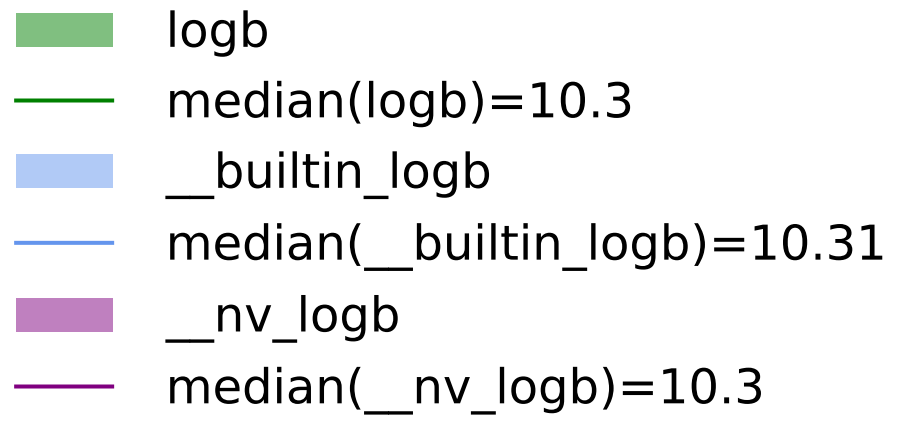 logb
median(logb)=10.3
__builtin_logb
median(__builtin_logb)=10.31
__nv_logb
median(__nv_logb)=10.3